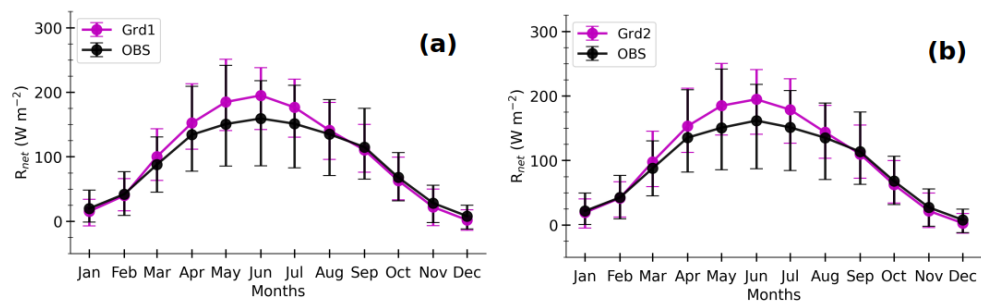 300
200
100
0
R_net (W m⁻²)
Grd1
OBS
(a)
Jan Feb Mar Apr May Jun Jul Aug Sep Oct Nov Dec
Months
300
200
100
0
R_net (W m⁻²)
Grd2
OBS
(b)
Jan Feb Mar Apr May Jun Jul Aug Sep Oct Nov Dec
Months